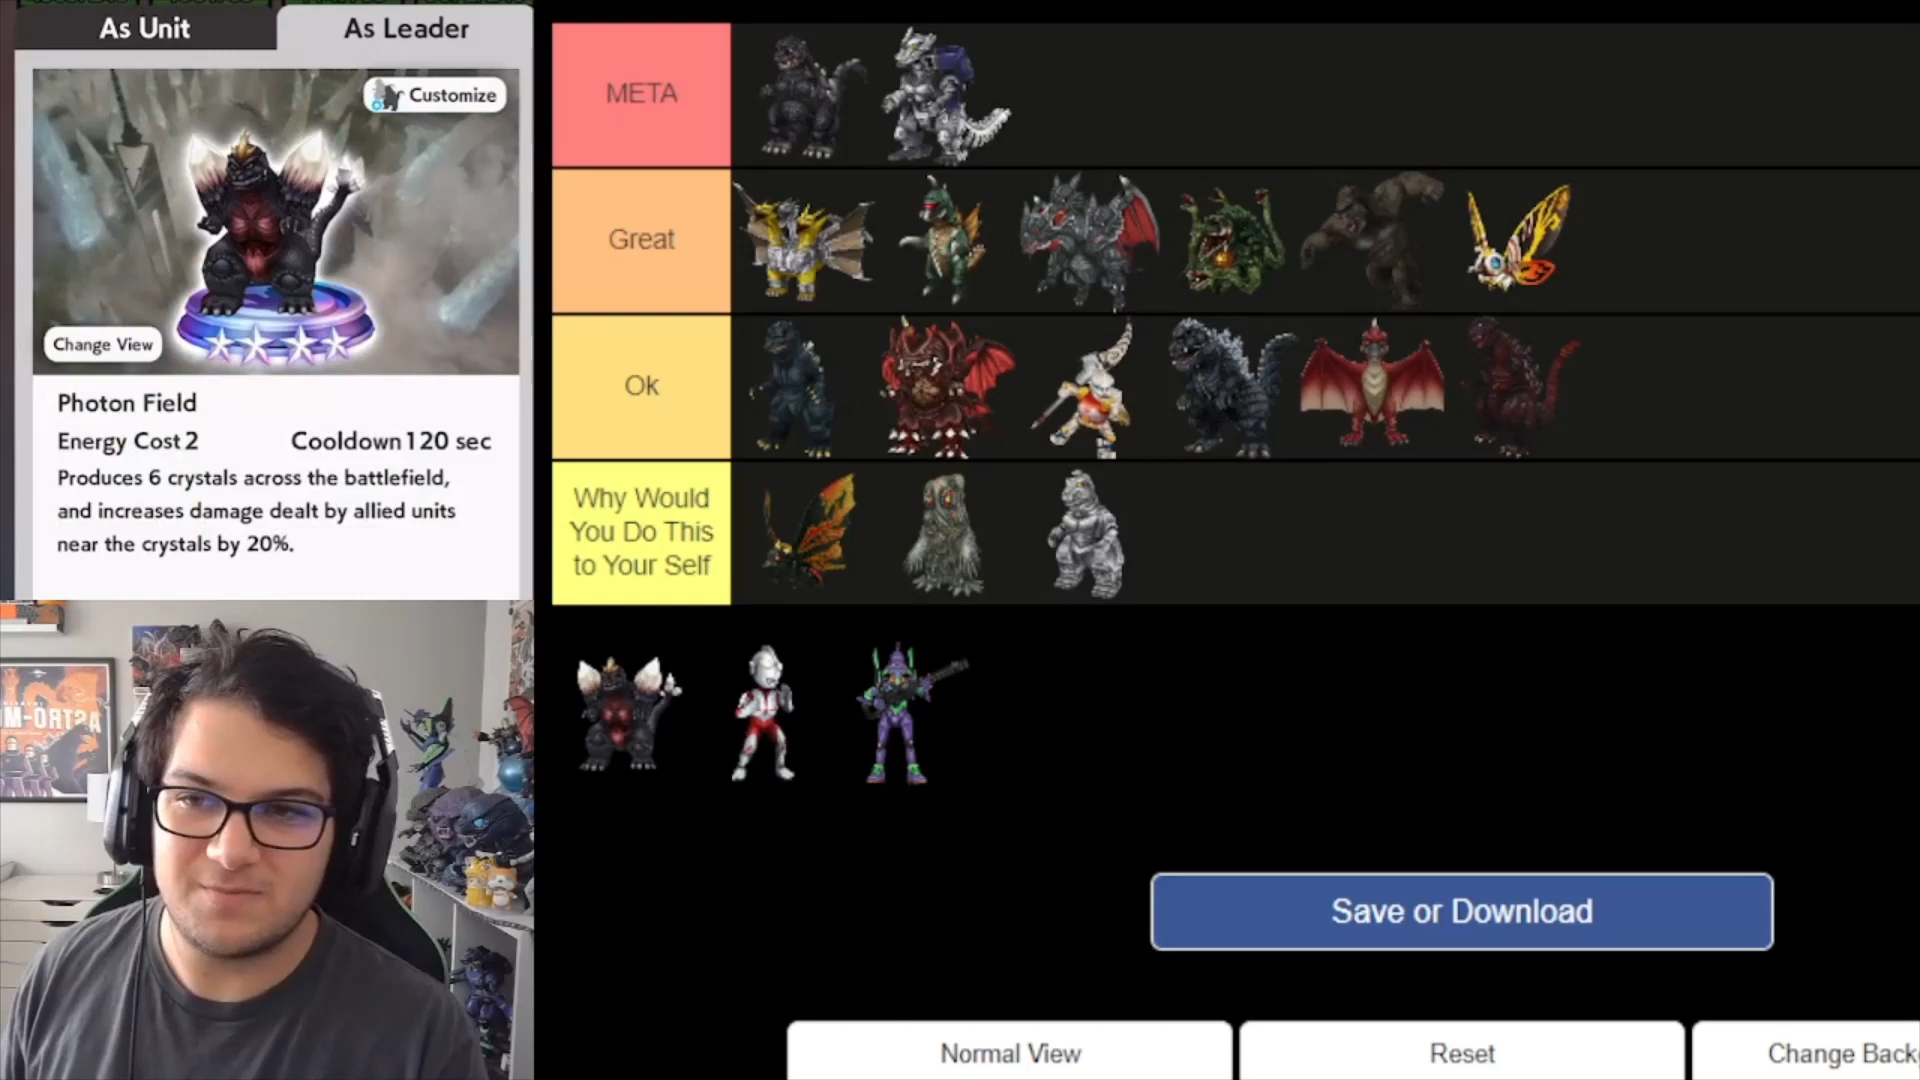 As Unit
As Leader
Customize
Change View
Photon Field
Energy Cost 2
Cooldown 120 sec
Produces 6 crystals across the battlefield,
and increases damage dealt by allied units
near the crystals by 20%.
META
Great
Ok
Why Would
You Do This
to Your Self
Save or Download
Normal View
Reset
Change Back